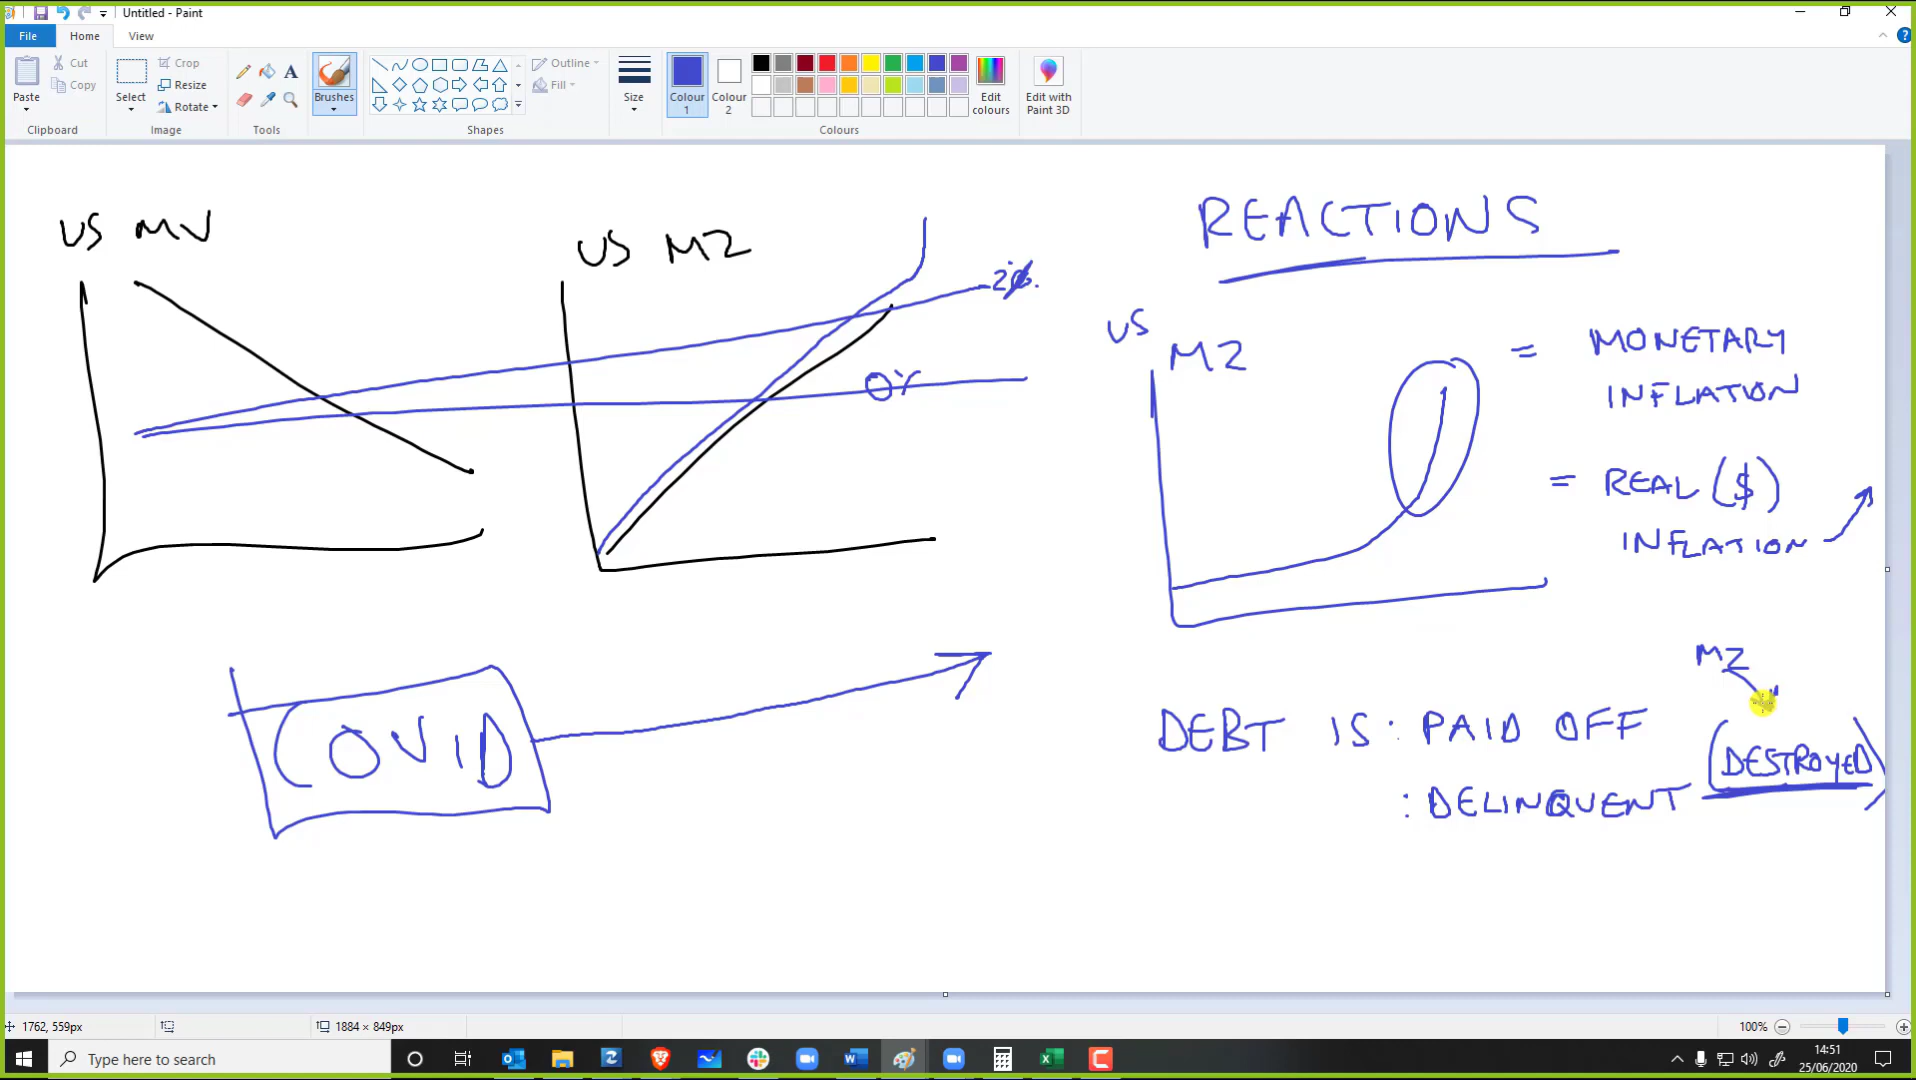 Untitled - Paint
File
Home
View
Paste
Cut
Copy
Clipboard
Select
Crop
Resize
Rotate
Image
Tools
Brushes
Shapes
Outline
Fill
Size
Colour
1
Colour
2
Colours
Edit
colours
Edit with
Paint 3D
US MV
US MZ
2%
0%
COVID
REACTIONS
US
MZ
= MONETARY
INFLATION
= REAL ($)
INFLATION
MZ
DEBT IS : PAID OFF
(DESTROYED)
: DELINQUENT
1762, 559px
1884 × 849px
100%
Type here to search
14:51
25/06/2020